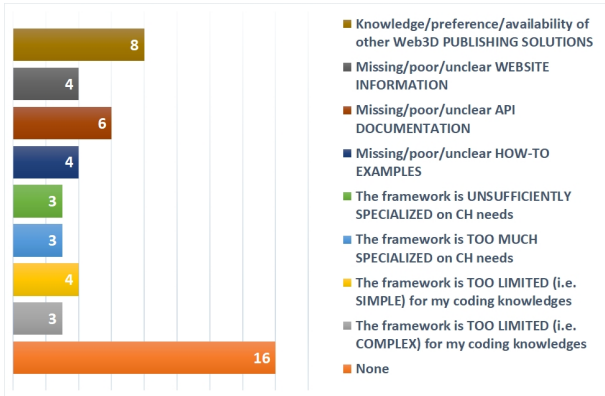 8
4
6
4
3
3
4
3
16
Knowledge/preference/availability of
other Web3D PUBLISHING SOLUTIONS
Missing/poor/unclear WEBSITE
INFORMATION
Missing/poor/unclear API
DOCUMENTATION
Missing/poor/unclear HOW-TO
EXAMPLES
The framework is UNSUFFICIENTLY
SPECIALIZED on CH needs
The framework is TOO MUCH
SPECIALIZED on CH needs
The framework is TOO LIMITED (i.e.
SIMPLE) for my coding knowledges
The framework is TOO LIMITED (i.e.
COMPLEX) for my coding knowledges
None